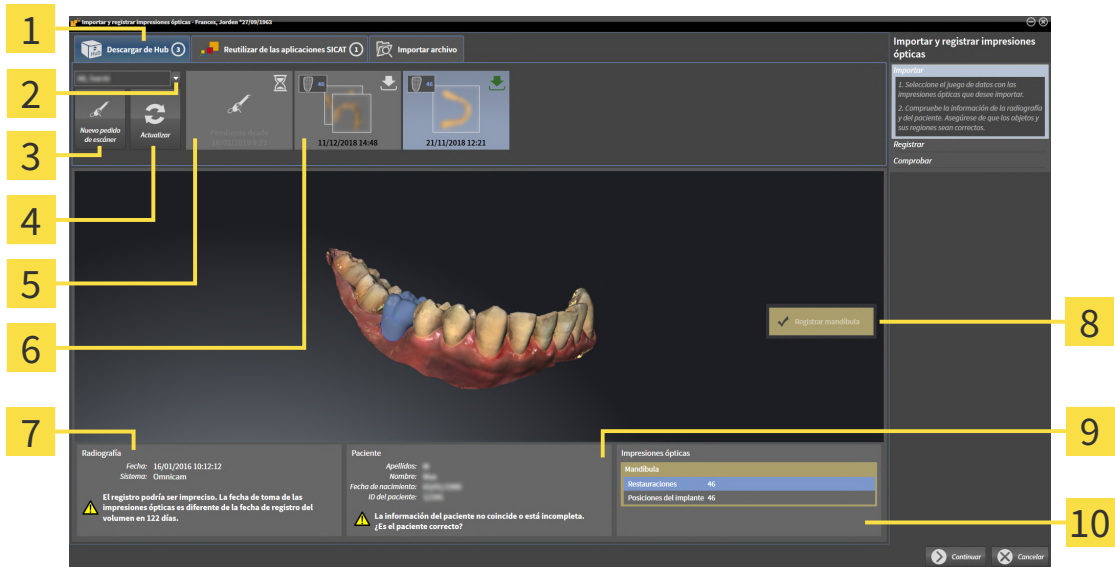 Importar y registrar impresiones ópticas - Frances, Jorden *27/09/1963
1
Descargar de Hub 3
Reutilizar de las aplicaciones SICAT 1
Importar archivo
Importar y registrar impresiones
ópticas
Importar
1. Seleccione el juego de datos con las
impresiones ópticas que desee importar.
2. Compruebe la información de la radiografía
y del paciente. Asegúrese de que los objetos y
sus regiones sean correctos.
Registrar
Comprobar
2
3
4
5
6
Nuevo pedido
de escáner
Actualizar
Hub
46
11/12/2018 14:48
46
21/11/2018 12:21
Registrar mandíbula
8
7
9
10
Radiografía
Fecha: 16/01/2016 10:12:12
Sistema: Omnicam
El registro podría ser impreciso. La fecha de toma de las
impresiones ópticas es diferente de la fecha de registro del
volumen en 122 días.
Paciente
Apellidos:
Nombre:
Fecha de nacimiento:
ID del paciente:
La información del paciente no coincide o está incompleta.
¿Es el paciente correcto?
Impresiones ópticas
Mandíbula
Restauraciones 46
Posiciones del implante 46
Continuar
Cancelar